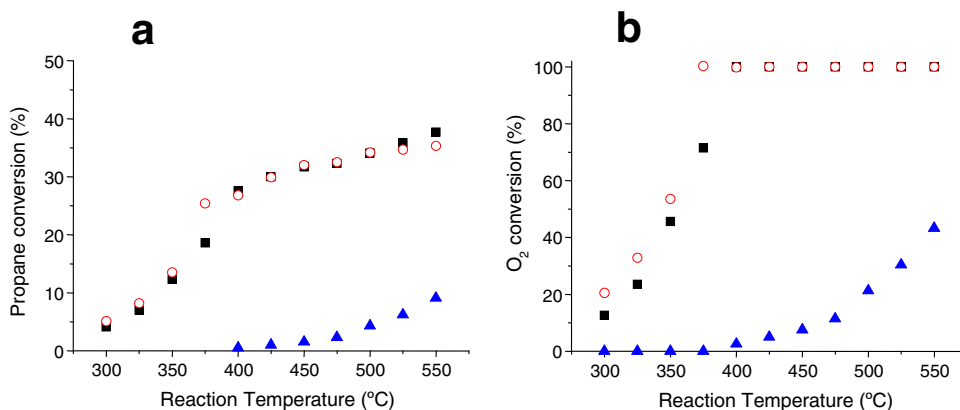 a
50
40
30
20
10
0
300 350 400 450 500 550
Propane conversion (%)
Reaction Temperature (ºC)
b
100
80
60
40
20
0
300 350 400 450 500 550
O2 conversion (%)
Reaction Temperature (ºC)